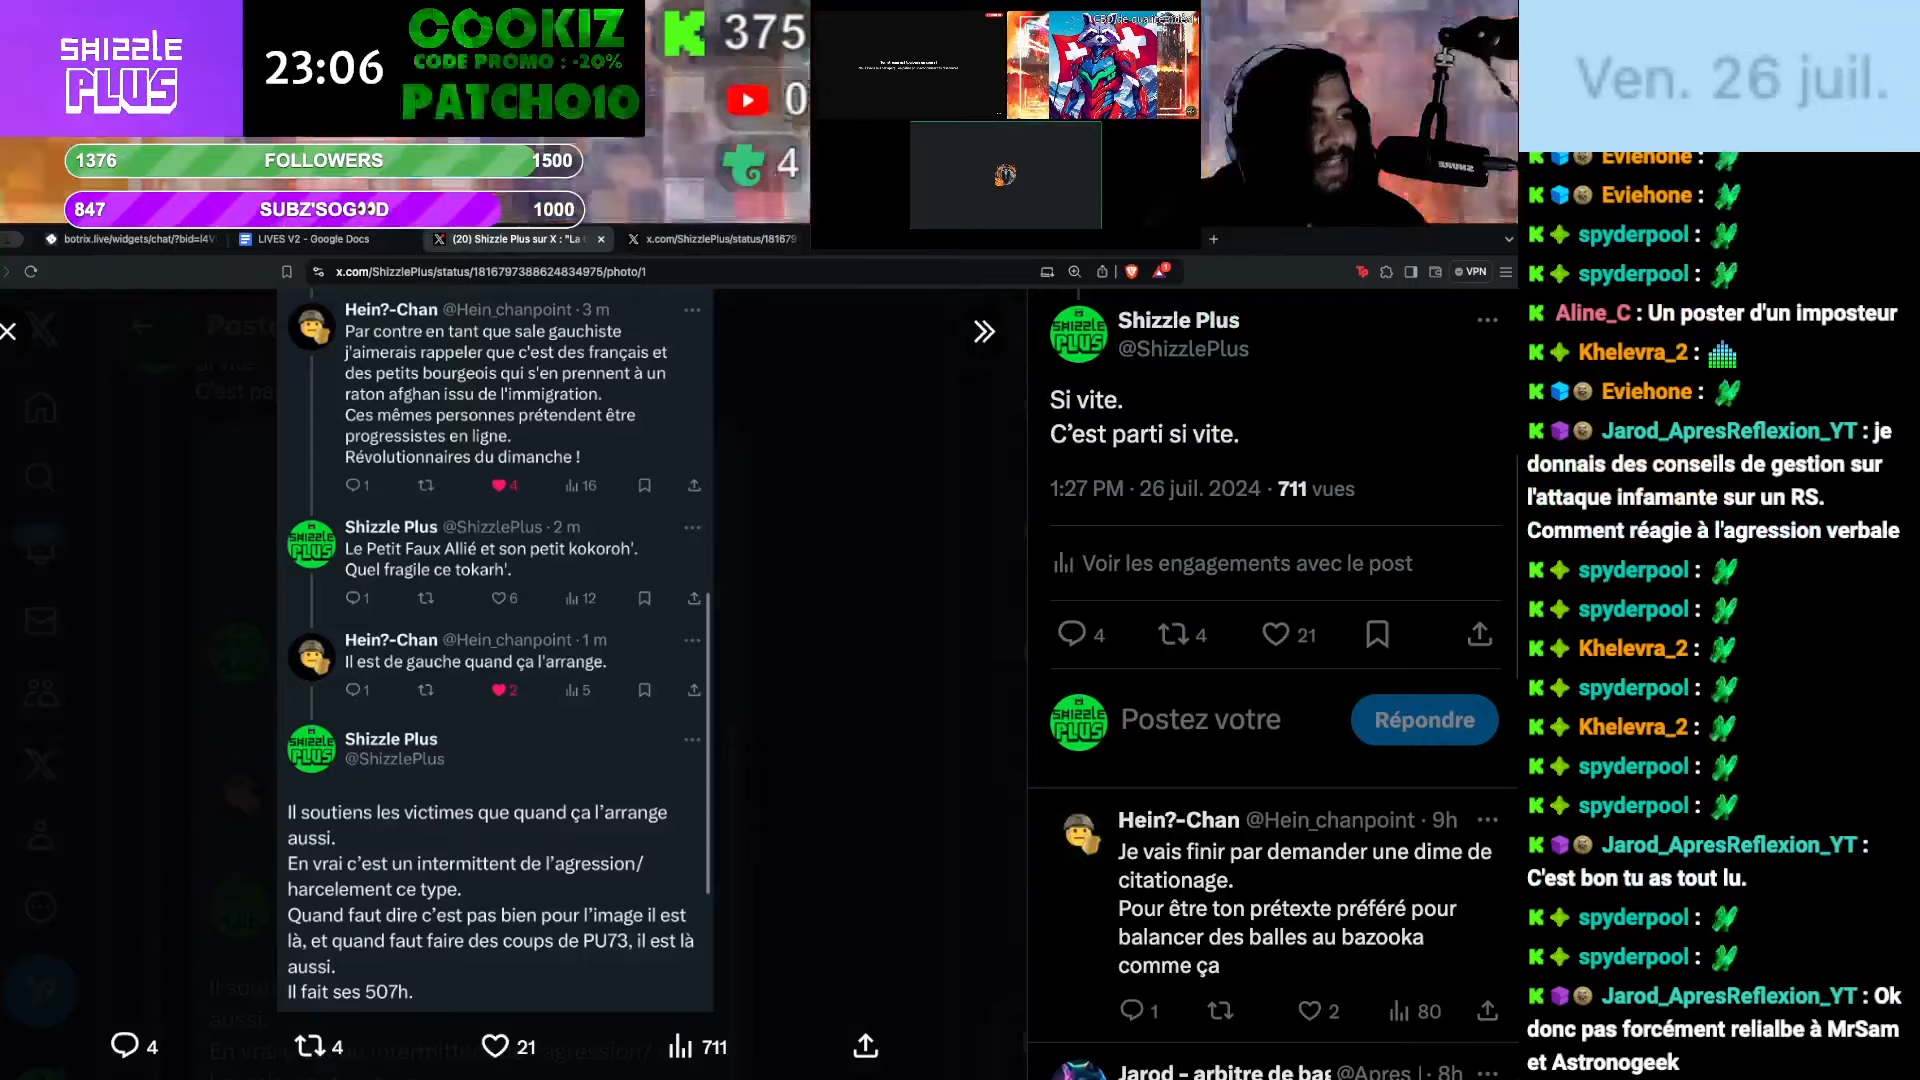 SHIZZLE
PLUS
23:06
COOKIZ
CODE PROMO : -20%
PATCHO10
375
0
4
1376 FOLLOWERS 1500
847 SUBZ'SOG👀D 1000
Ven. 26 juil.
botrix.live/widgets/chat/?bid=l4V
LIVES V2 - Google Docs
(20) Shizzle Plus sur X : "La
x.com/ShizzlePlus/status/181679
x.com/ShizzlePlus/status/1816797388624834975/photo/1
VPN
Hein?-Chan @Hein_chanpoint · 3 m
Par contre en tant que sale gauchiste
j'aimerais rappeler que c'est des français et
des petits bourgeois qui s'en prennent à un
raton afghan issu de l'immigration.
Ces mêmes personnes prétendent être
progressistes en ligne.
Révolutionnaires du dimanche !
1 4 16
Shizzle Plus @ShizzlePlus · 2 m
Le Petit Faux Allié et son petit kokoroh'.
Quel fragile ce tokarh'.
1 6 12
Hein?-Chan @Hein_chanpoint · 1 m
Il est de gauche quand ça l'arrange.
1 2 5
Shizzle Plus
@ShizzlePlus
Il soutiens les victimes que quand ça l'arrange
aussi.
En vrai c'est un intermittent de l'agression/
harcelement ce type.
Quand faut dire c'est pas bien pour l'image il est
là, et quand faut faire des coups de PU73, il est là
aussi.
Il fait ses 507h.
4 4 21 711
Shizzle Plus
@ShizzlePlus
Si vite.
C'est parti si vite.
1:27 PM · 26 juil. 2024 · 711 vues
Voir les engagements avec le post
4 4 21
Postez votre
Répondre
Hein?-Chan @Hein_chanpoint · 9h
Je vais finir par demander une dime de
citationage.
Pour être ton prétexte préféré pour
balancer des balles au bazooka
comme ça
1 2 80
Jarod - arbitre de · 8h
Eviehone :
Eviehone :
spyderpool :
spyderpool :
Aline_C : Un poster d'un imposteur
Khelevra_2 :
Eviehone :
Jarod_ApresReflexion_YT : je
donnais des conseils de gestion sur
l'attaque infamante sur un RS.
Comment réagie à l'agression verbale
spyderpool :
spyderpool :
Khelevra_2 :
spyderpool :
Khelevra_2 :
spyderpool :
spyderpool :
Jarod_ApresReflexion_YT :
C'est bon tu as tout lu.
spyderpool :
spyderpool :
Jarod_ApresReflexion_YT : Ok
donc pas forcément relialbe à MrSam
et Astronogeek